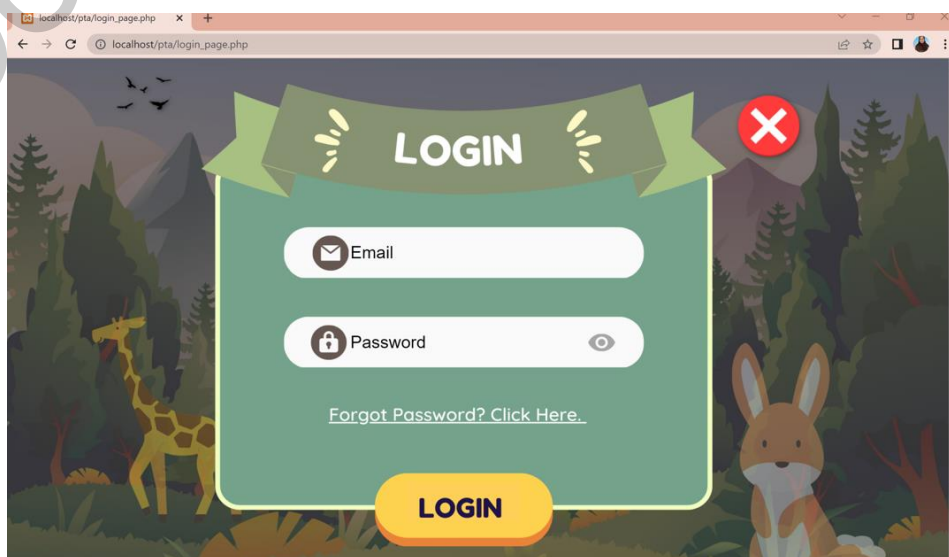 localhost/pta/login_page.php
localhost/pta/login_page.php
LOGIN
Email
Password
Forgot Password? Click Here.
LOGIN